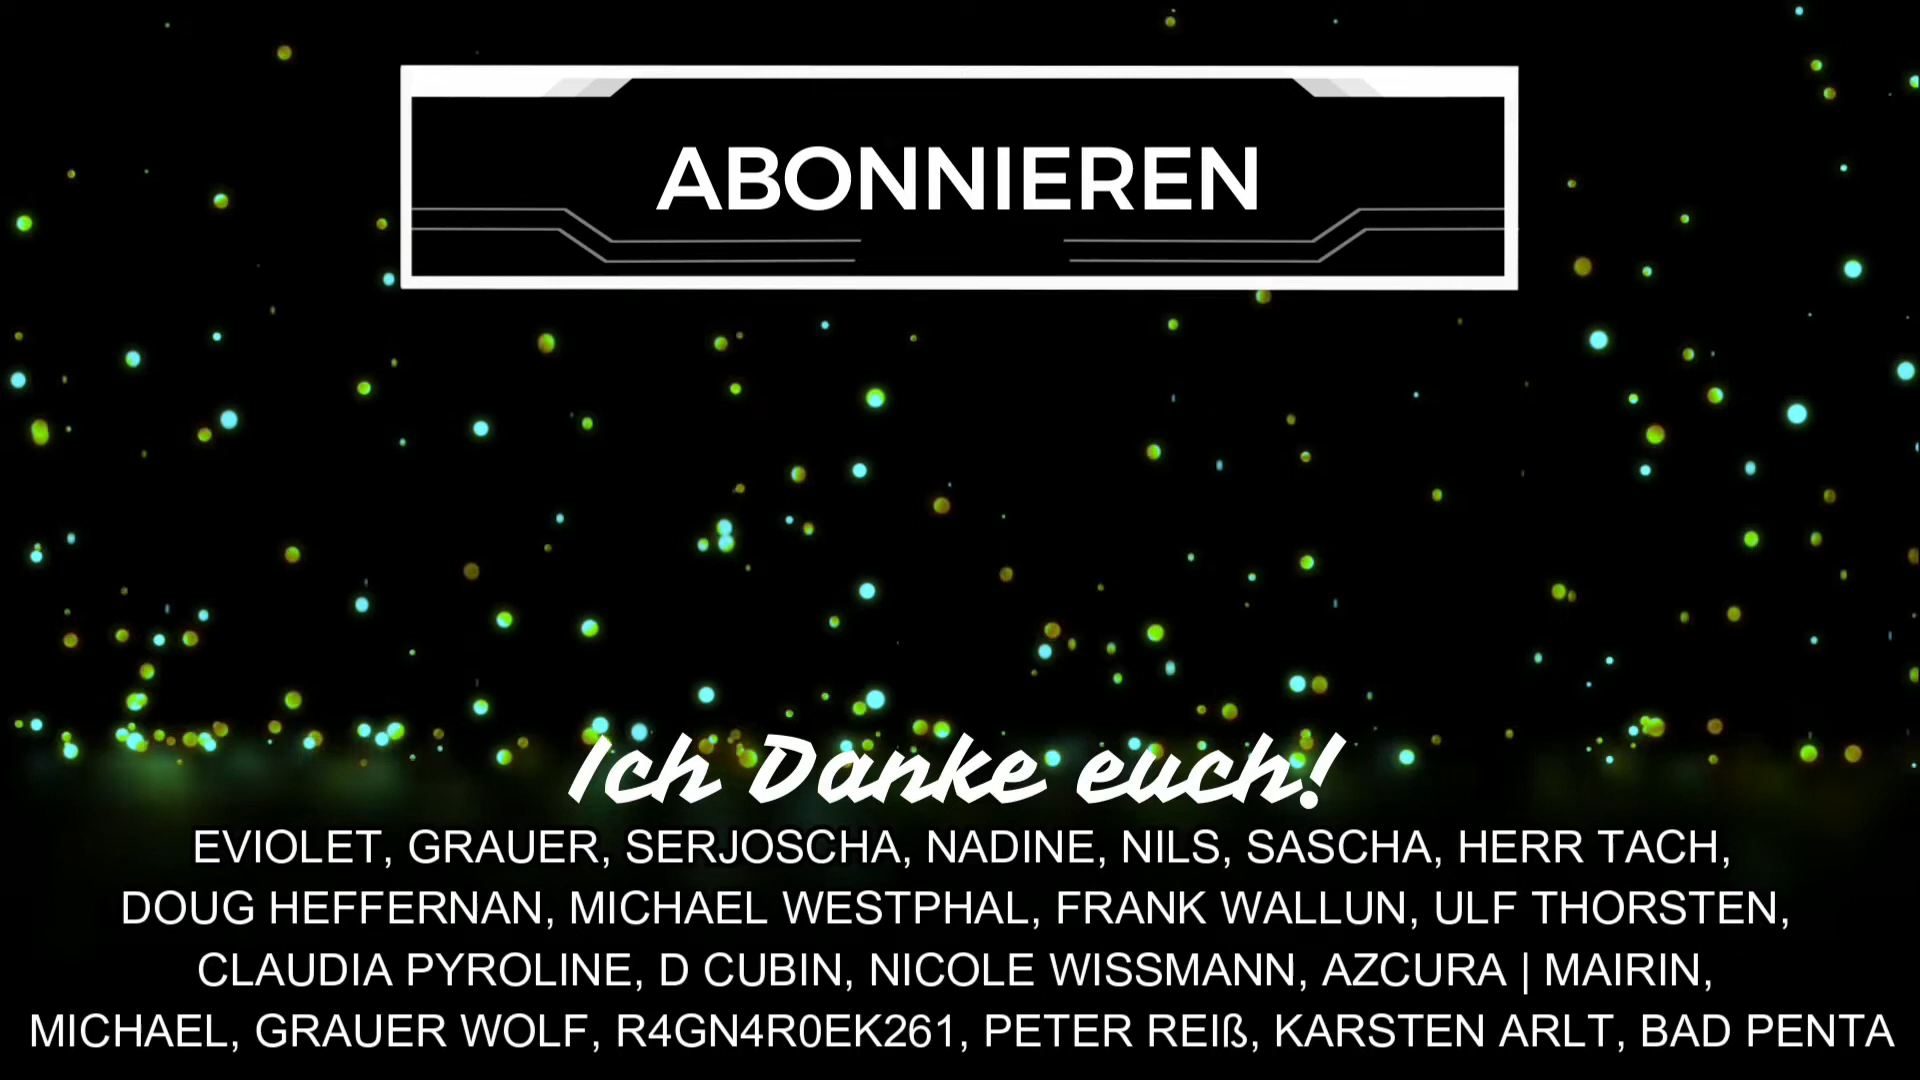 ABONNIEREN
Ich Danke euch!
EVIOLET, GRAUER, SERJOSCHA, NADINE, NILS, SASCHA, HERR TACH,
DOUG HEFFERNAN, MICHAEL WESTPHAL, FRANK WALLUN, ULF THORSTEN,
CLAUDIA PYROLINE, D CUBIN, NICOLE WISSMANN, AZCURA | MAIRIN,
MICHAEL, GRAUER WOLF, R4GN4R0EK261, PETER REIß, KARSTEN ARLT, BAD PENTA